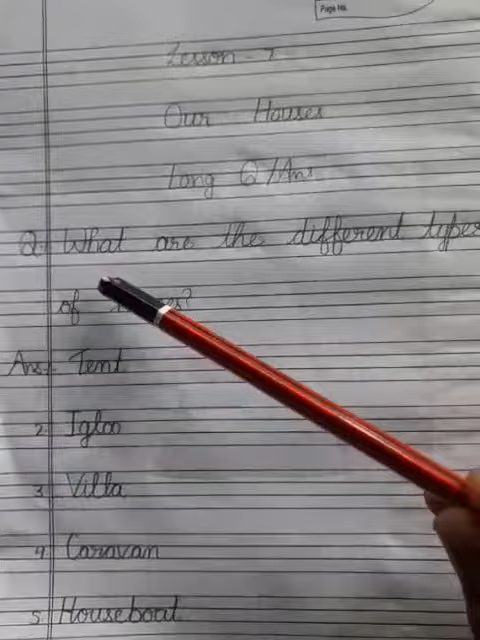 Page No.
Lesson - 7
Our Houses
Long Q/Ans
Q. What are the different types
of
Ans. Tent
2. Igloo
3. Villa
4. Caravan
5. Houseboat